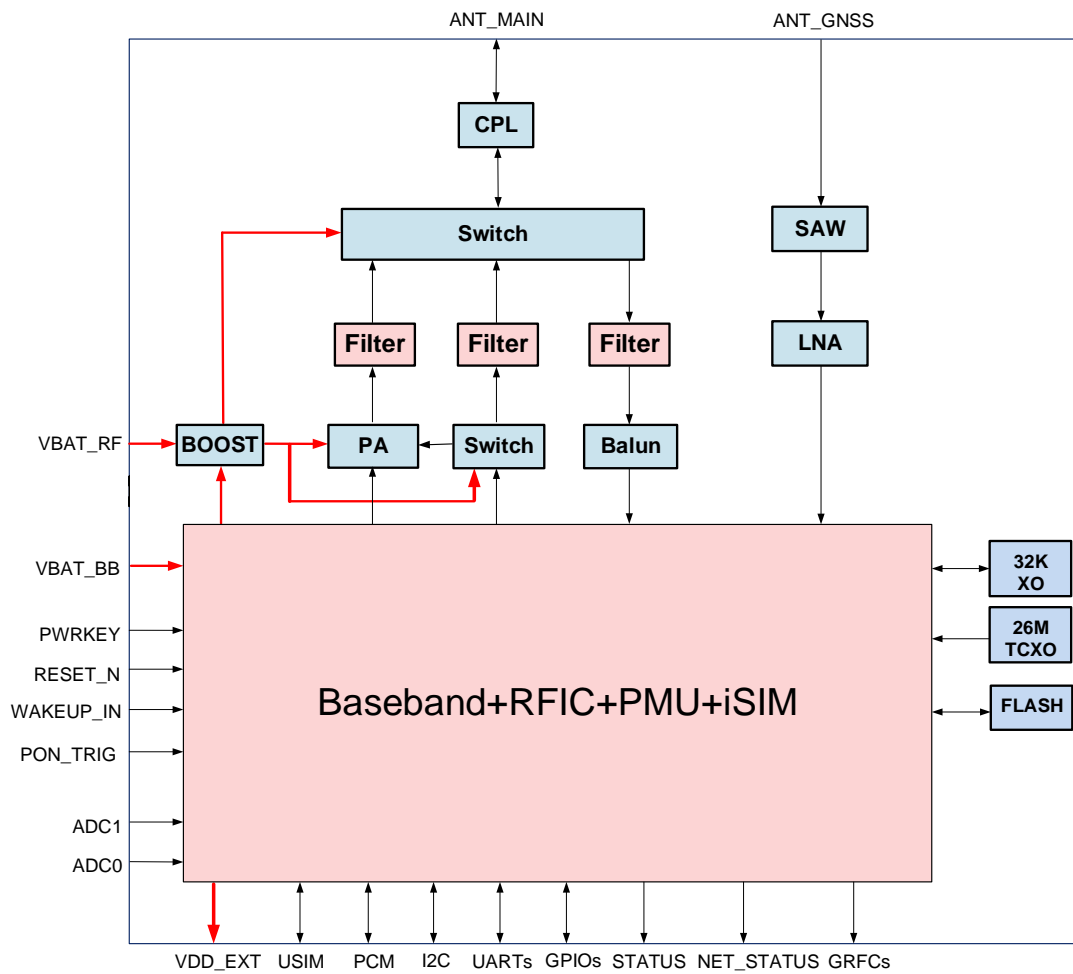 ANT_MAIN
ANT_GNSS
CPL
Switch
SAW
Filter
Filter
Filter
LNA
VBAT_RF
BOOST
PA
Switch
Balun
VBAT_BB
32K
XO
PWRKEY
26M
TCXO
RESET_N
WAKEUP_IN
Baseband+RFIC+PMU+iSIM
FLASH
PON_TRIG
ADC1
ADC0
VDD_EXT
USIM
PCM
I2C
UARTs
GPIOs
STATUS
NET_STATUS
GRFCs